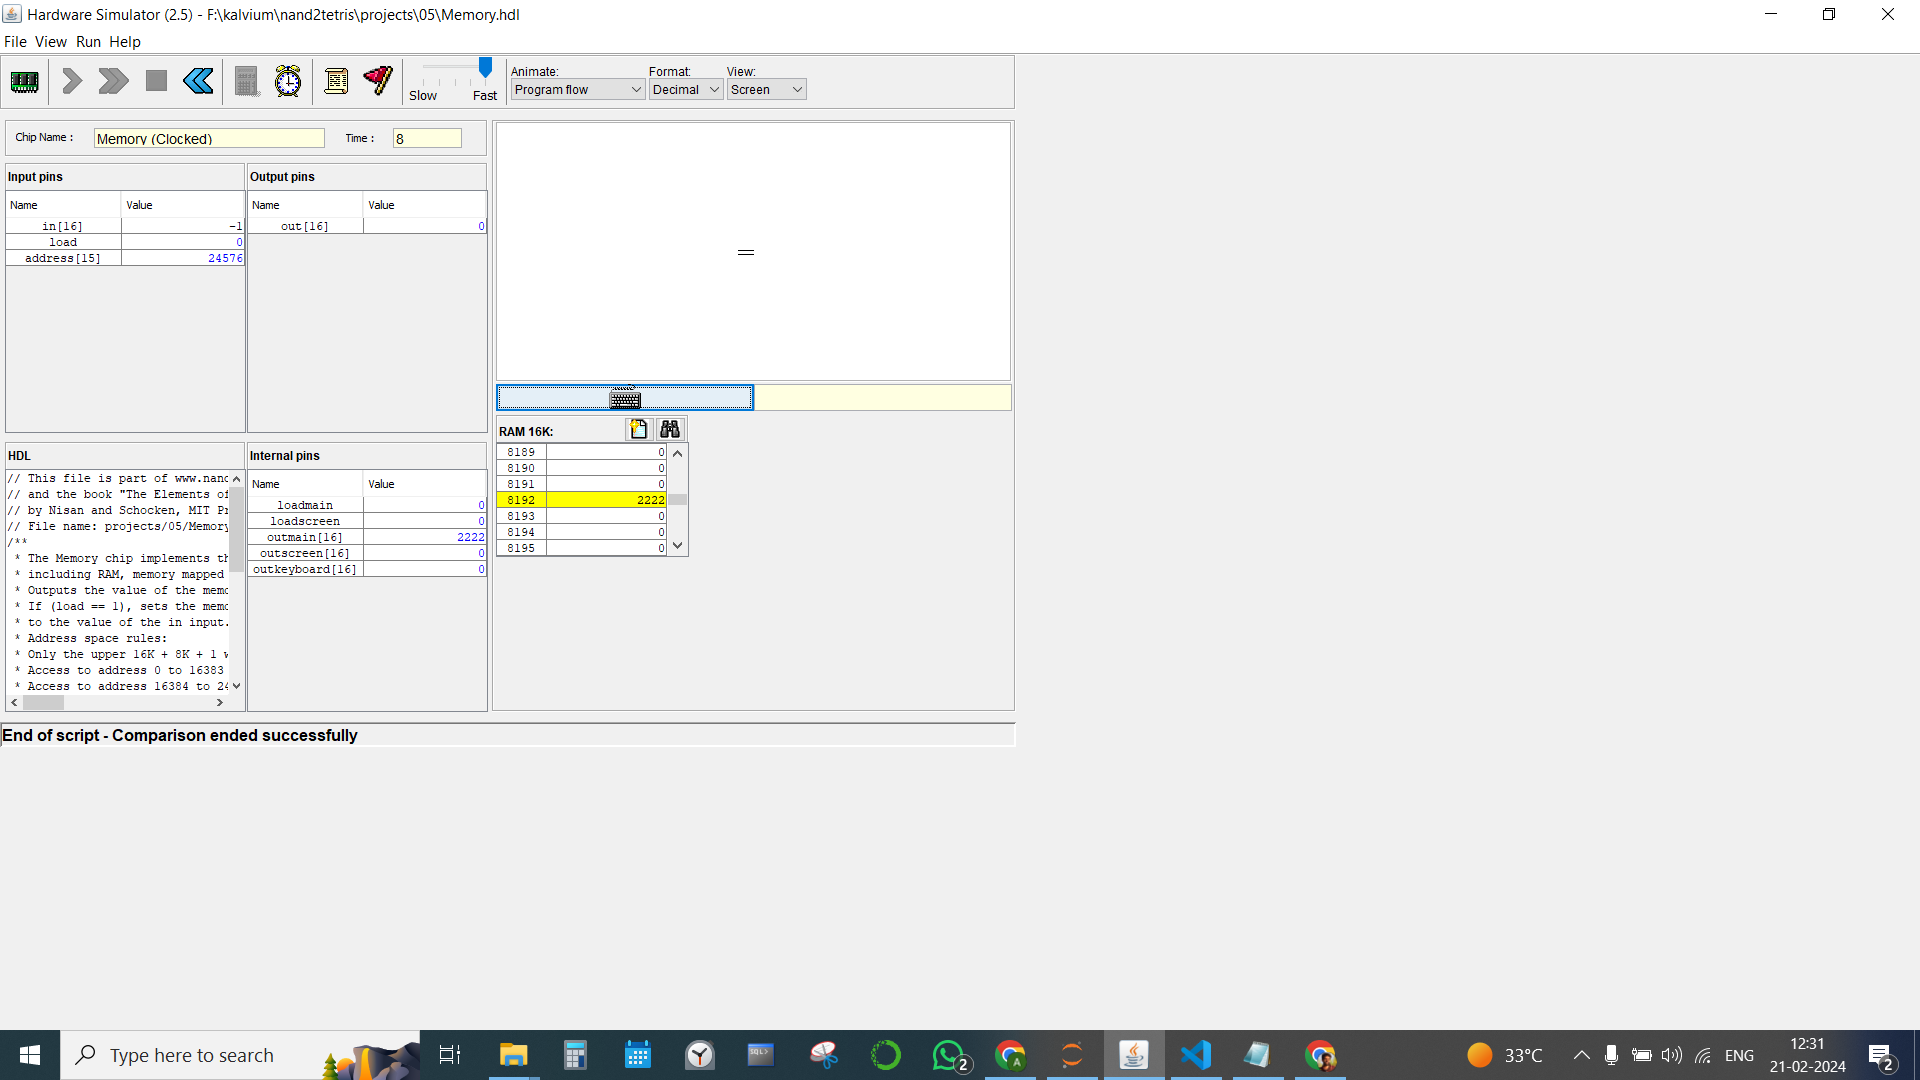 Hardware Simulator (2.5) - F:\kalvium\nand2tetris\projects\05\Memory.hdl
File View Run Help
Slow Fast
Animate: Format: View:
Program flow Decimal Screen
Chip Name : Memory (Clocked) Time : 8
Input pins
Name Value
in[16] -1
load 0
address[15] 24576
Output pins
Name Value
out[16] 0
RAM 16K:
8189 0
8190 0
8191 0
8192 2222
8193 0
8194 0
8195 0
HDL
// This file is part of www.nanc
// and the book "The Elements of
// by Nisan and Schocken, MIT Pr
// File name: projects/05/Memory
/**
* The Memory chip implements th
* including RAM, memory mapped
* Outputs the value of the memo
* If (load == 1), sets the memo
* to the value of the in input.
* Address space rules:
* Only the upper 16K + 8K + 1 w
* Access to address 0 to 16383
* Access to address 16384 to 24
Internal pins
Name Value
loadmain 0
loadscreen 0
outmain[16] 2222
outscreen[16] 0
outkeyboard[16] 0
End of script - Comparison ended successfully
Type here to search
SQL>
2
A
33°C
ENG
12:31
21-02-2024
2